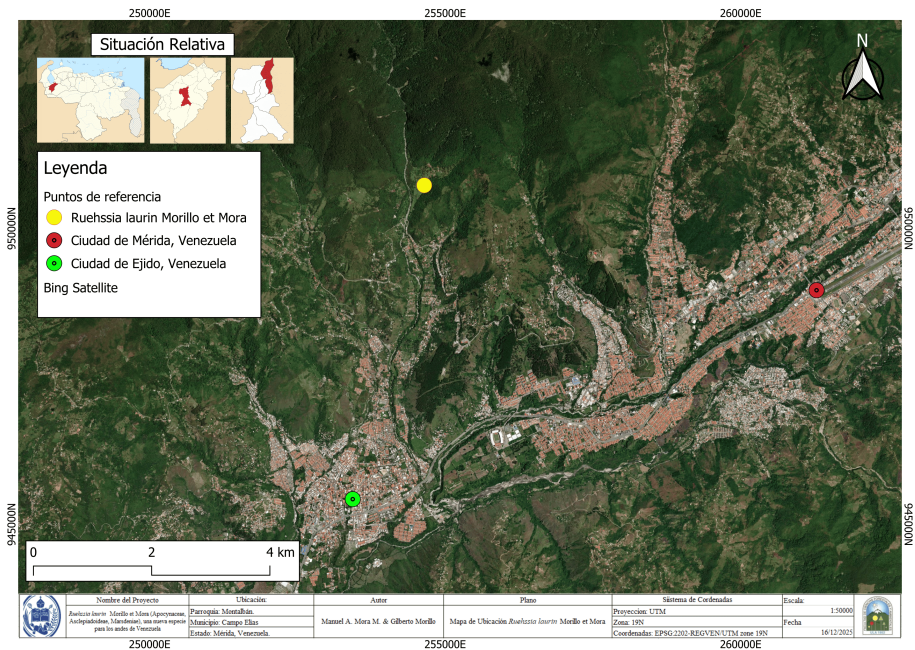 250000E 255000E 260000E
Situación Relativa
N
Leyenda
Puntos de referencia
Ruehssia laurin Morillo et Mora
Ciudad de Mérida, Venezuela
Ciudad de Ejido, Venezuela
Bing Satellite
950000N 950000N
945000N 945000N
0 2 4 km
Nombre del Proyecto
Ruehssia laurin Morillo et Mora (Apocynaceae,
Asclepiadoideae, Marsdeniae), una nueva especie
para los andes de Venezuela
Ubicación:
Parroquia: Montalbán.
Municipio: Campo Elias
Estado: Mérida, Venezuela.
Autor
Manuel A. Mora M. & Gilberto Morillo
Plano
Mapa de Ubicación Ruehssia laurin Morillo et Mora
Siistema de Cordenadas
Proyeccion: UTM
Zona: 19N
Coordenadas: EPSG:2202-REGVEN/UTM zone 19N
Escala:
1:50000
Fecha
16/12/2025
250000E 255000E 260000E